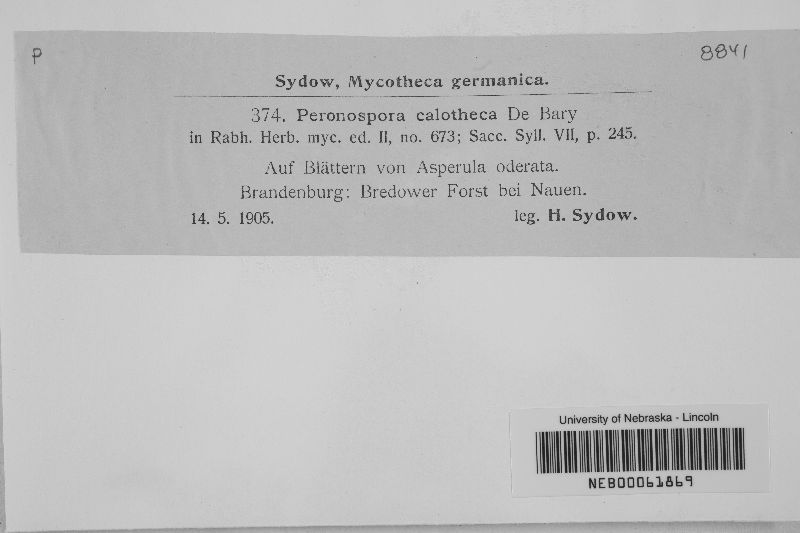 P
8841
Sydow, Mycotheca germanica.
374. Peronospora calotheca De Bary
in Rabh. Herb. myc. ed. II, no. 673; Sacc. Syll. VII, p. 245.
Auf Blättern von Asperula oderata.
Brandenburg: Bredower Forst bei Nauen.
14. 5. 1905. leg. H. Sydow.
University of Nebraska - Lincoln
NEB00061869